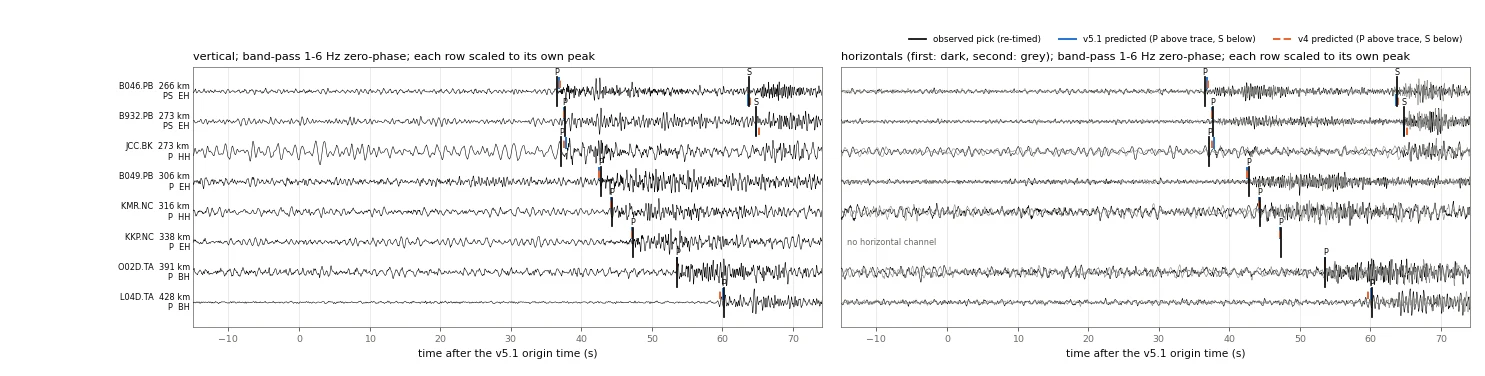 observed pick (re-timed) v5.1 predicted (P above trace, S below) v4 predicted (P above trace, S below)
vertical; band-pass 1-6 Hz zero-phase; each row scaled to its own peak
horizontals (first: dark, second: grey); band-pass 1-6 Hz zero-phase; each row scaled to its own peak
P S P S
B046.PB 266 km
PS EH
P S P S
B932.PB 273 km
PS EH
P P
JCC.BK 273 km
P HH
P P
B049.PB 306 km
P EH
P P
KMR.NC 316 km
P HH
P P
KKP.NC 338 km
P EH
no horizontal channel
P P
O02D.TA 391 km
P BH
P P
L04D.TA 428 km
P BH
−10 0 10 20 30 40 50 60 70
−10 0 10 20 30 40 50 60 70
time after the v5.1 origin time (s)
time after the v5.1 origin time (s)